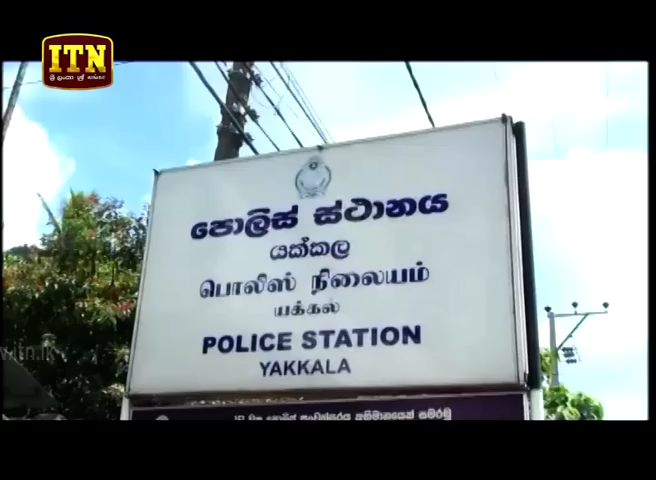 ITN
පොලිස් ස්ථානය
යක්කල
பொலிஸ் நிலையம்
யக்கல
POLICE STATION
YAKKALA